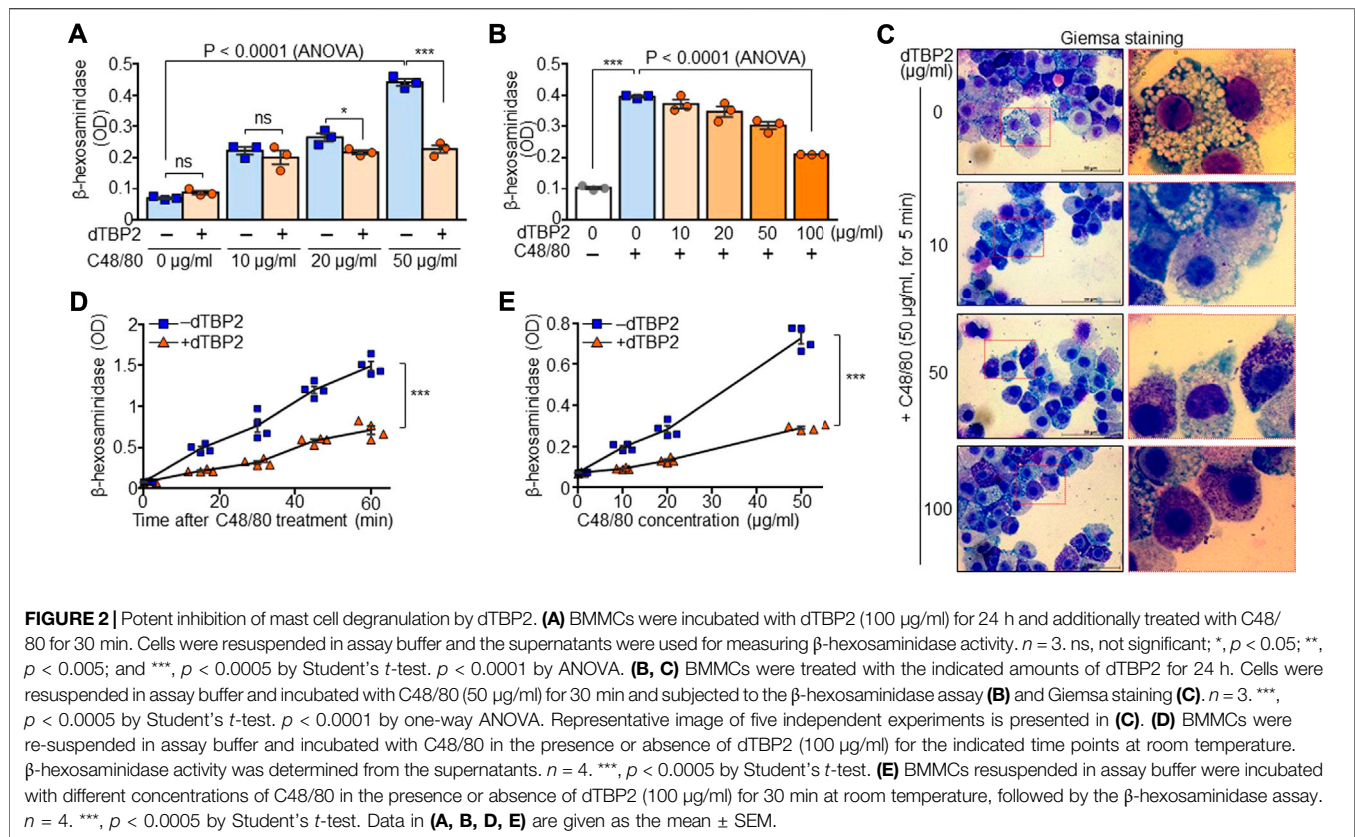 A
P < 0.0001 (ANOVA)
***
β-hexosaminidase
(OD)
0.5
0.4
0.3
0.2
0.1
0
ns
ns
*
dTBP2 − + − + − + − +
C48/80 0 µg/ml 10 µg/ml 20 µg/ml 50 µg/ml
B
P < 0.0001 (ANOVA)
***
β-hexosaminidase
(OD)
0.5
0.4
0.3
0.2
0.1
0
dTBP2 0 0 10 20 50 100 (µg/ml)
C48/80 − + + + + +
C
Giemsa staining
dTBP2
(µg/ml)
0
10
50
100
+ C48/80 (50 µg/ml, for 5 min)
50 µm
50 µm
50 µm
D
−dTBP2
+dTBP2
β-hexosaminidase (OD)
2
1.5
1
0.5
0
***
0 20 40 60
Time after C48/80 treatment (min)
E
−dTBP2
+dTBP2
β-hexosaminidase (OD)
0.8
0.6
0.4
0.2
0
***
0 10 20 30 40 50
C48/80 concentration (µg/ml)
FIGURE 2 | Potent inhibition of mast cell degranulation by dTBP2. (A) BMMCs were incubated with dTBP2 (100 µg/ml) for 24 h and additionally treated with C48/
80 for 30 min. Cells were resuspended in assay buffer and the supernatants were used for measuring β-hexosaminidase activity. n = 3. ns, not significant; *, p < 0.05; **,
p < 0.005; and ***, p < 0.0005 by Student's t-test. p < 0.0001 by ANOVA. (B, C) BMMCs were treated with the indicated amounts of dTBP2 for 24 h. Cells were
resuspended in assay buffer and incubated with C48/80 (50 µg/ml) for 30 min and subjected to the β-hexosaminidase assay (B) and Giemsa staining (C). n = 3. ***,
p < 0.0005 by Student's t-test. p < 0.0001 by one-way ANOVA. Representative image of five independent experiments is presented in (C). (D) BMMCs were
re-suspended in assay buffer and incubated with C48/80 in the presence or absence of dTBP2 (100 µg/ml) for the indicated time points at room temperature.
β-hexosaminidase activity was determined from the supernatants. n = 4. ***, p < 0.0005 by Student's t-test. (E) BMMCs resuspended in assay buffer were incubated
with different concentrations of C48/80 in the presence or absence of dTBP2 (100 µg/ml) for 30 min at room temperature, followed by the β-hexosaminidase assay.
n = 4. ***, p < 0.0005 by Student's t-test. Data in (A, B, D, E) are given as the mean ± SEM.